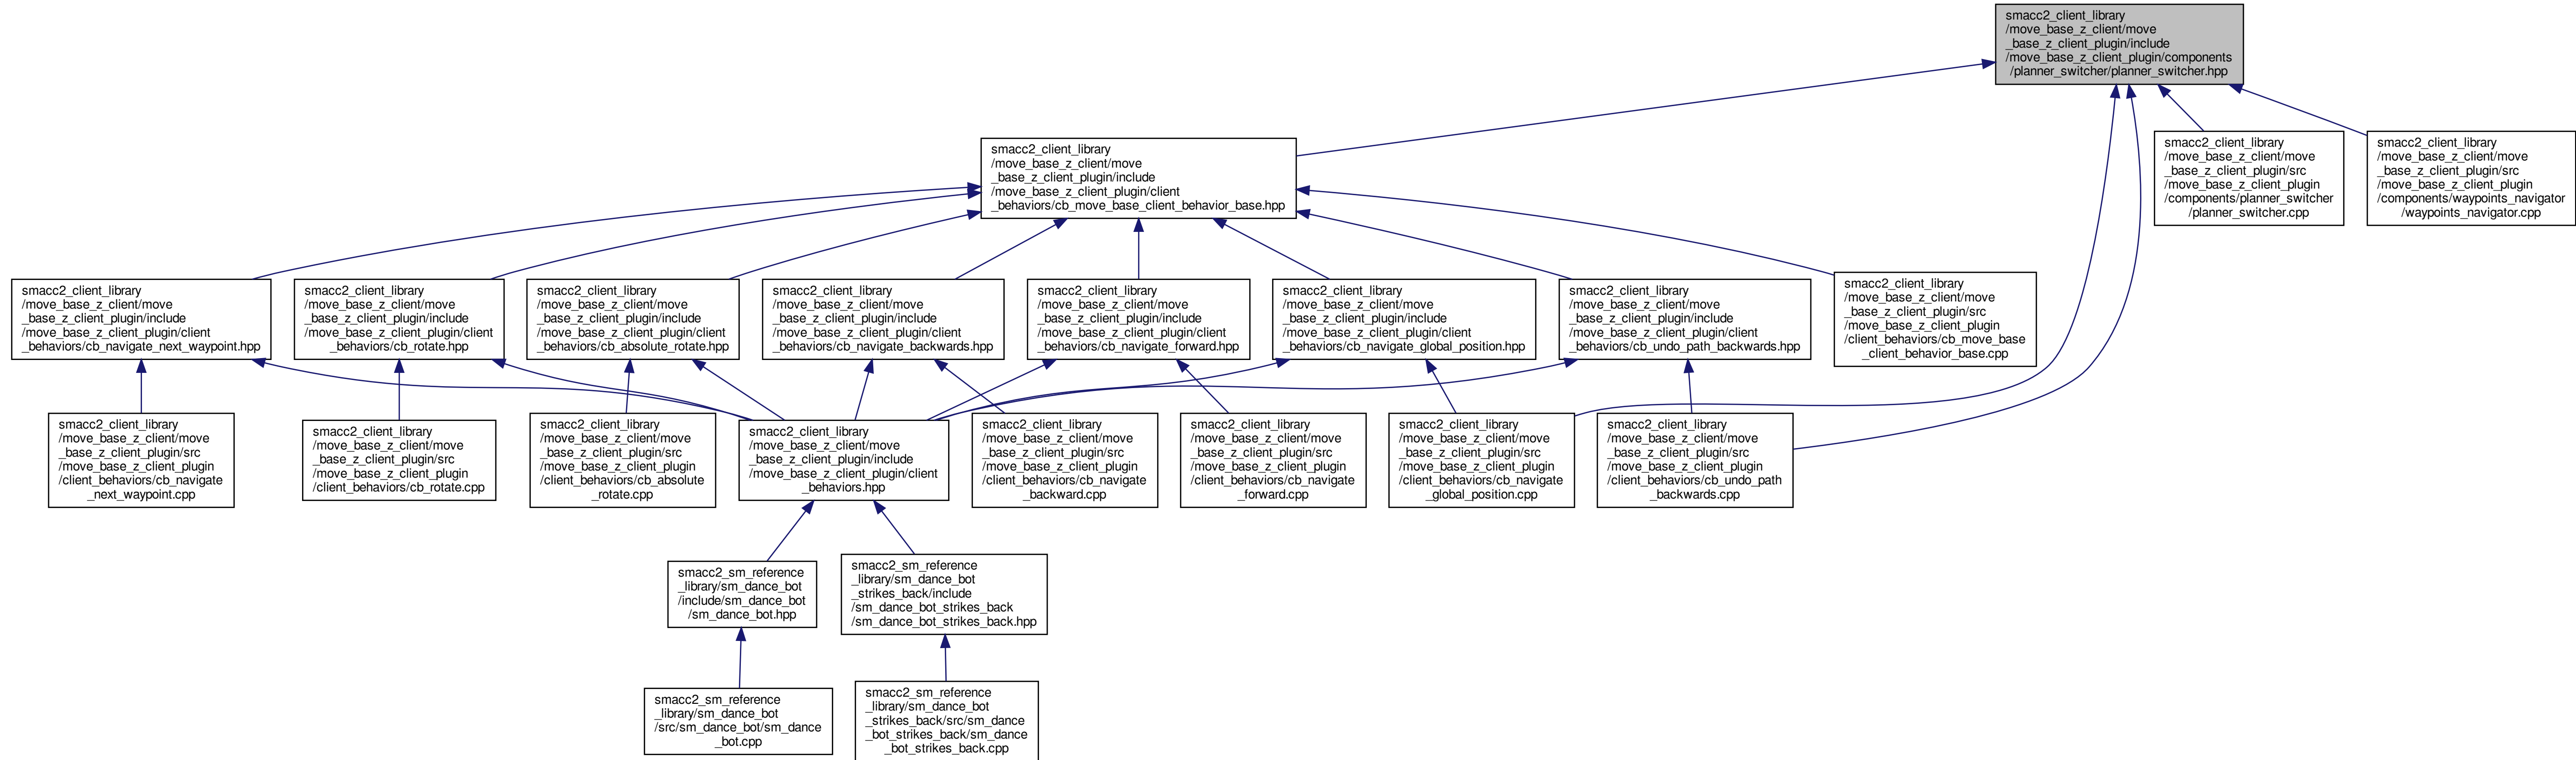 smacc2_client_library
/move_base_z_client/move
_base_z_client_plugin/include
/move_base_z_client_plugin/components
/planner_switcher/planner_switcher.hpp
smacc2_client_library
/move_base_z_client/move
_base_z_client_plugin/include
/move_base_z_client_plugin/client
_behaviors/cb_move_base_client_behavior_base.hpp
smacc2_client_library
/move_base_z_client/move
_base_z_client_plugin/src
/move_base_z_client_plugin
/components/planner_switcher
/planner_switcher.cpp
smacc2_client_library
/move_base_z_client/move
_base_z_client_plugin/src
/move_base_z_client_plugin
/components/waypoints_navigator
/waypoints_navigator.cpp
smacc2_client_library
/move_base_z_client/move
_base_z_client_plugin/include
/move_base_z_client_plugin/client
_behaviors/cb_navigate_next_waypoint.hpp
smacc2_client_library
/move_base_z_client/move
_base_z_client_plugin/include
/move_base_z_client_plugin/client
_behaviors/cb_rotate.hpp
smacc2_client_library
/move_base_z_client/move
_base_z_client_plugin/include
/move_base_z_client_plugin/client
_behaviors/cb_absolute_rotate.hpp
smacc2_client_library
/move_base_z_client/move
_base_z_client_plugin/include
/move_base_z_client_plugin/client
_behaviors/cb_navigate_backwards.hpp
smacc2_client_library
/move_base_z_client/move
_base_z_client_plugin/include
/move_base_z_client_plugin/client
_behaviors/cb_navigate_forward.hpp
smacc2_client_library
/move_base_z_client/move
_base_z_client_plugin/include
/move_base_z_client_plugin/client
_behaviors/cb_navigate_global_position.hpp
smacc2_client_library
/move_base_z_client/move
_base_z_client_plugin/include
/move_base_z_client_plugin/client
_behaviors/cb_undo_path_backwards.hpp
smacc2_client_library
/move_base_z_client/move
_base_z_client_plugin/src
/move_base_z_client_plugin
/client_behaviors/cb_move_base
_client_behavior_base.cpp
smacc2_client_library
/move_base_z_client/move
_base_z_client_plugin/src
/move_base_z_client_plugin
/client_behaviors/cb_navigate
_next_waypoint.cpp
smacc2_client_library
/move_base_z_client/move
_base_z_client_plugin/src
/move_base_z_client_plugin
/client_behaviors/cb_rotate.cpp
smacc2_client_library
/move_base_z_client/move
_base_z_client_plugin/src
/move_base_z_client_plugin
/client_behaviors/cb_absolute
_rotate.cpp
smacc2_client_library
/move_base_z_client/move
_base_z_client_plugin/include
/move_base_z_client_plugin/client
_behaviors.hpp
smacc2_client_library
/move_base_z_client/move
_base_z_client_plugin/src
/move_base_z_client_plugin
/client_behaviors/cb_navigate
_backward.cpp
smacc2_client_library
/move_base_z_client/move
_base_z_client_plugin/src
/move_base_z_client_plugin
/client_behaviors/cb_navigate
_forward.cpp
smacc2_client_library
/move_base_z_client/move
_base_z_client_plugin/src
/move_base_z_client_plugin
/client_behaviors/cb_navigate
_global_position.cpp
smacc2_client_library
/move_base_z_client/move
_base_z_client_plugin/src
/move_base_z_client_plugin
/client_behaviors/cb_undo_path
_backwards.cpp
smacc2_sm_reference
_library/sm_dance_bot
/include/sm_dance_bot
/sm_dance_bot.hpp
smacc2_sm_reference
_library/sm_dance_bot
_strikes_back/include
/sm_dance_bot_strikes_back
/sm_dance_bot_strikes_back.hpp
smacc2_sm_reference
_library/sm_dance_bot
/src/sm_dance_bot/sm_dance
_bot.cpp
smacc2_sm_reference
_library/sm_dance_bot
_strikes_back/src/sm_dance
_bot_strikes_back/sm_dance
_bot_strikes_back.cpp